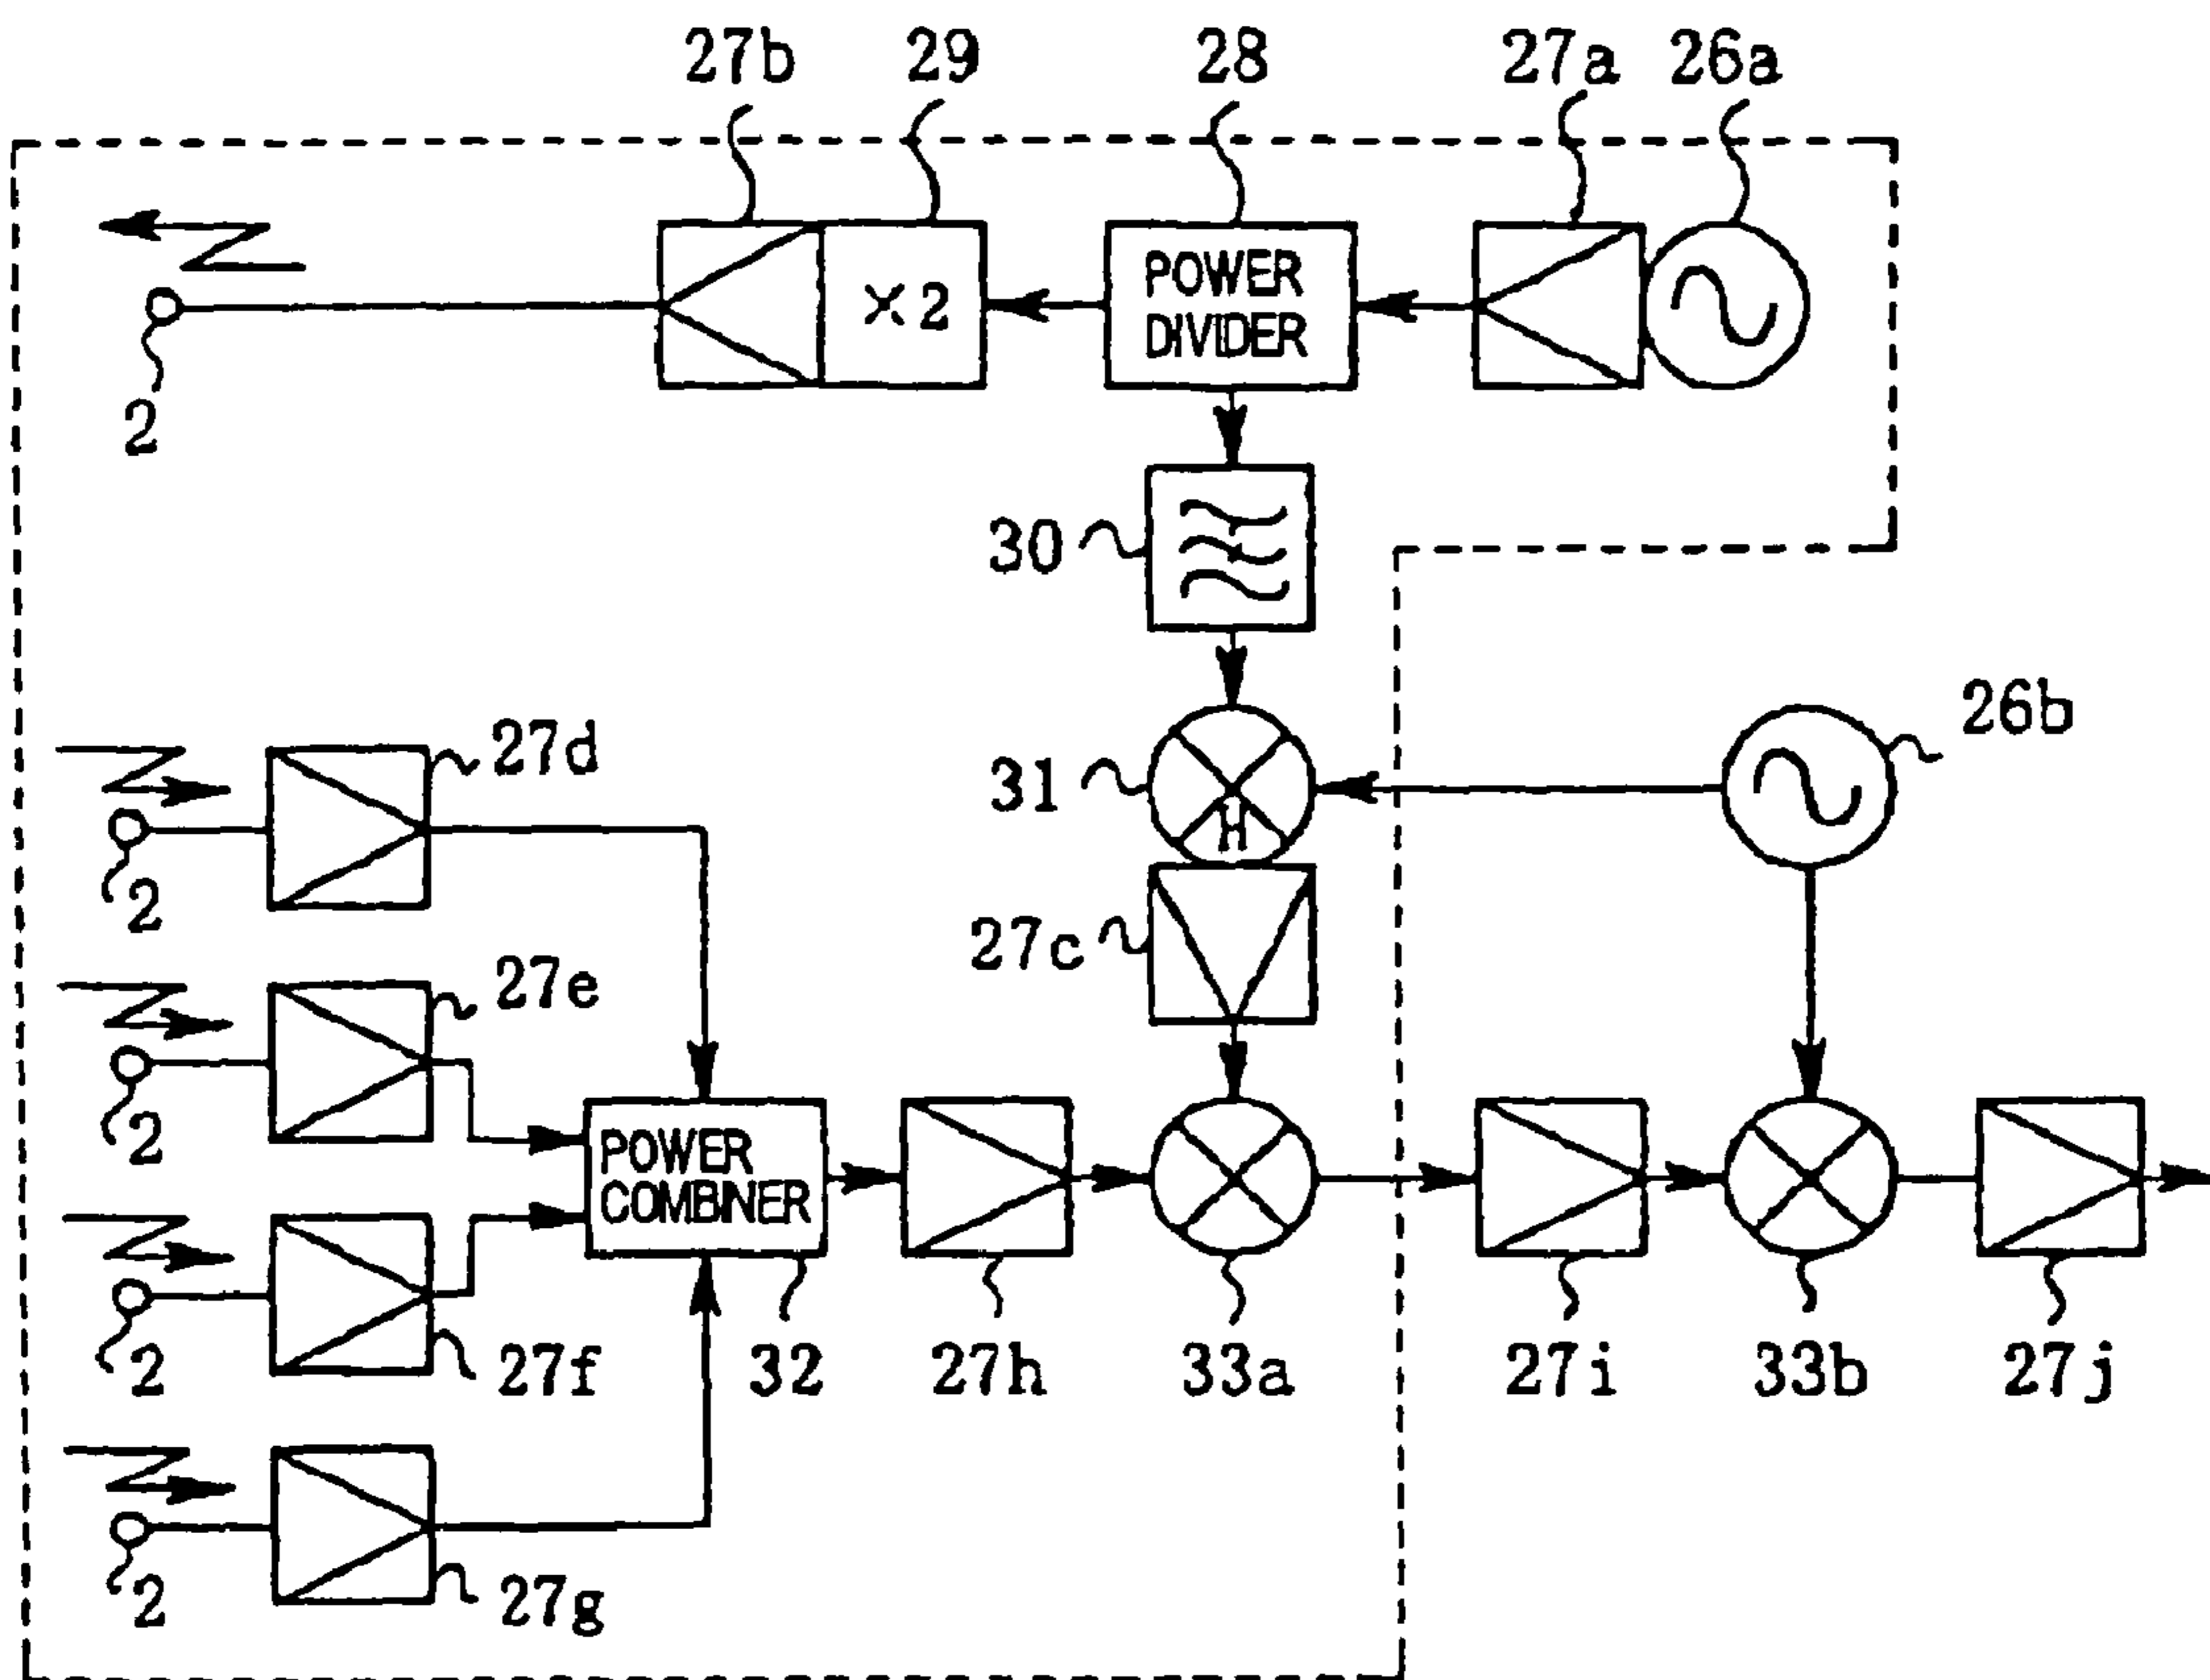 27b 29 28 27a 26a
×2
POWER
DIVIDER
2
30
26b
27d
31
H
2
27c
27e
2
POWER
COMBINER
2
27f
32
27h
33a
27i
33b
27j
2
27g